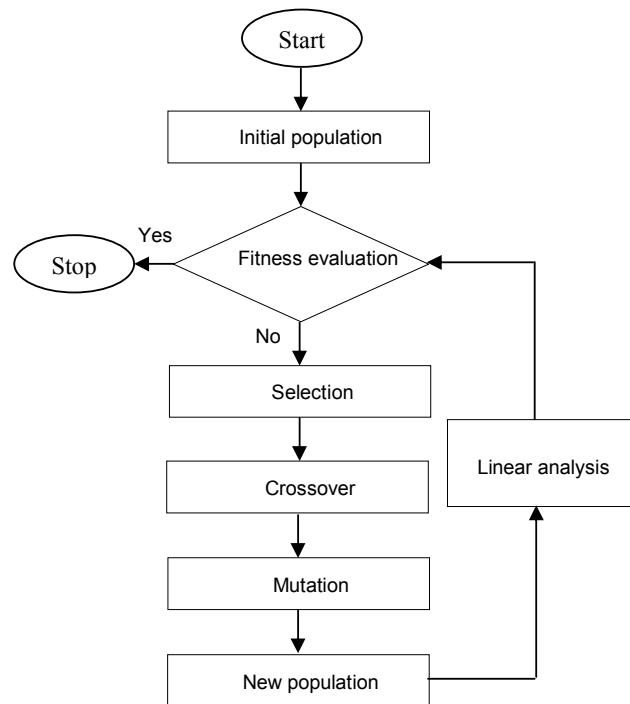 Start
Initial population
Yes
Fitness evaluation
Stop
No
Selection
Linear analysis
Crossover
Mutation
New population